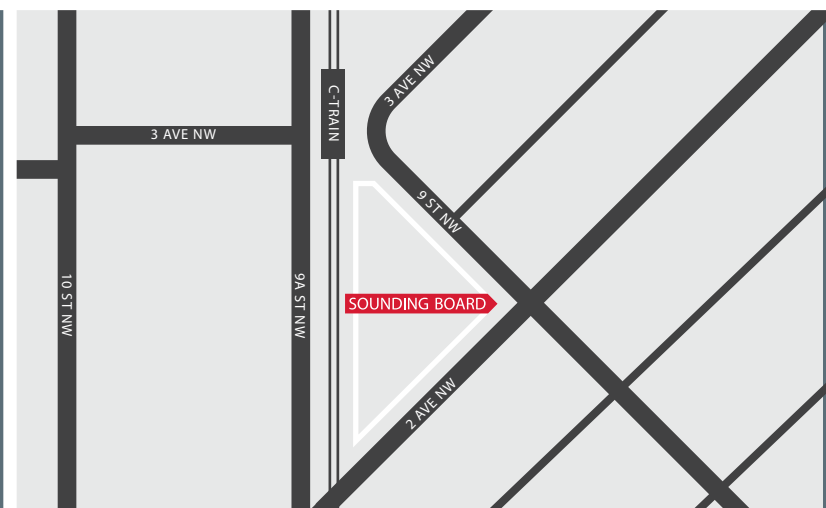 3 AVE NW
C-TRAIN
3 AVE NW
9 ST NW
10 ST NW
9A ST NW
SOUNDING BOARD
2 AVE NW